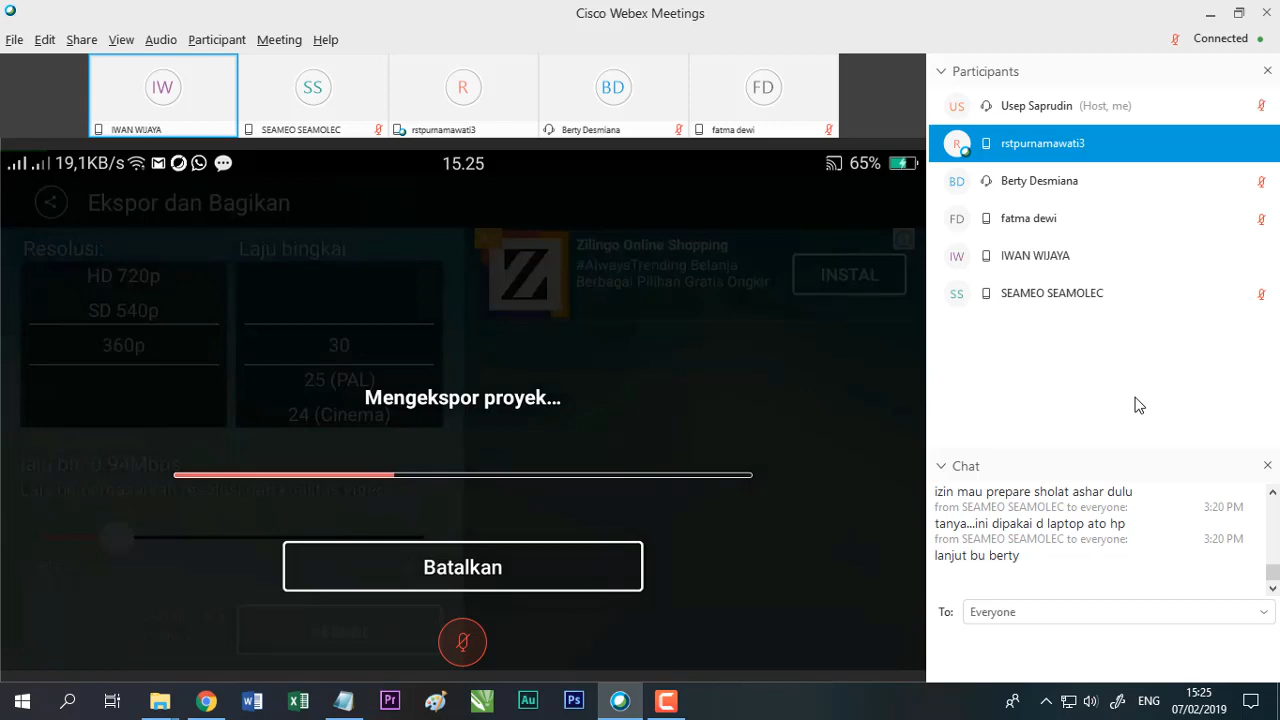 Cisco Webex Meetings
File Edit Share View Audio Participant Meeting Help
Connected
IW
IWAN WIJAYA
SS
SEAMEO SEAMOLEC
R
rstpurnamawati3
BD
Berty Desmiana
FD
fatma dewi
19,1KB/s 15.25 65%
Ekspor dan Bagikan
Resolusi:
HD 720p
SD 540p
360p
Laju bingkai
30
25 (PAL)
24 (Cinema)
Zilingo Online Shopping
#AlwaysTrending Belanja
Berbagai Pilihan Gratis Ongkir
INSTAL
Mengekspor proyek...
Batalkan
Participants
US Usep Saprudin (Host, me)
R rstpurnamawati3
BD Berty Desmiana
FD fatma dewi
IW IWAN WIJAYA
SS SEAMEO SEAMOLEC
Chat
izin mau prepare sholat ashar dulu
from SEAMEO SEAMOLEC to everyone: 3:20 PM
tanya...ini dipakai d laptop ato hp
from SEAMEO SEAMOLEC to everyone: 3:20 PM
lanjut bu berty
To: Everyone
W X Pr Au Ps
ENG
15:25
07/02/2019